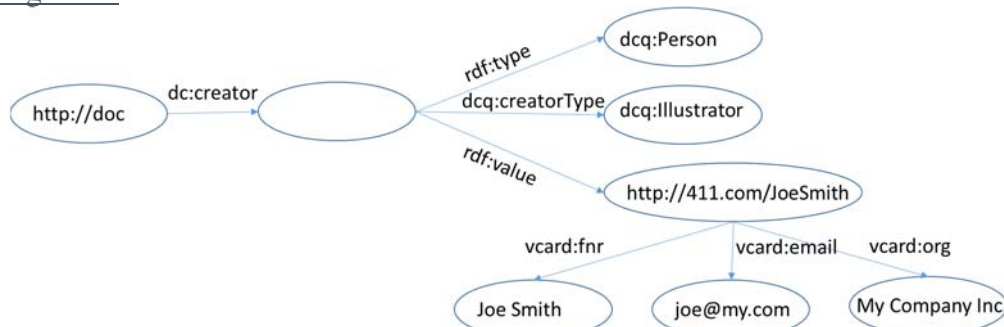 dcq:Person
rdf:type
dc:creator
dcq:creatorType
dcq:Illustrator
http://doc
rdf:value
http://411.com/JoeSmith
vcard:fnr
vcard:email
vcard:org
Joe Smith
joe@my.com
My Company Inc